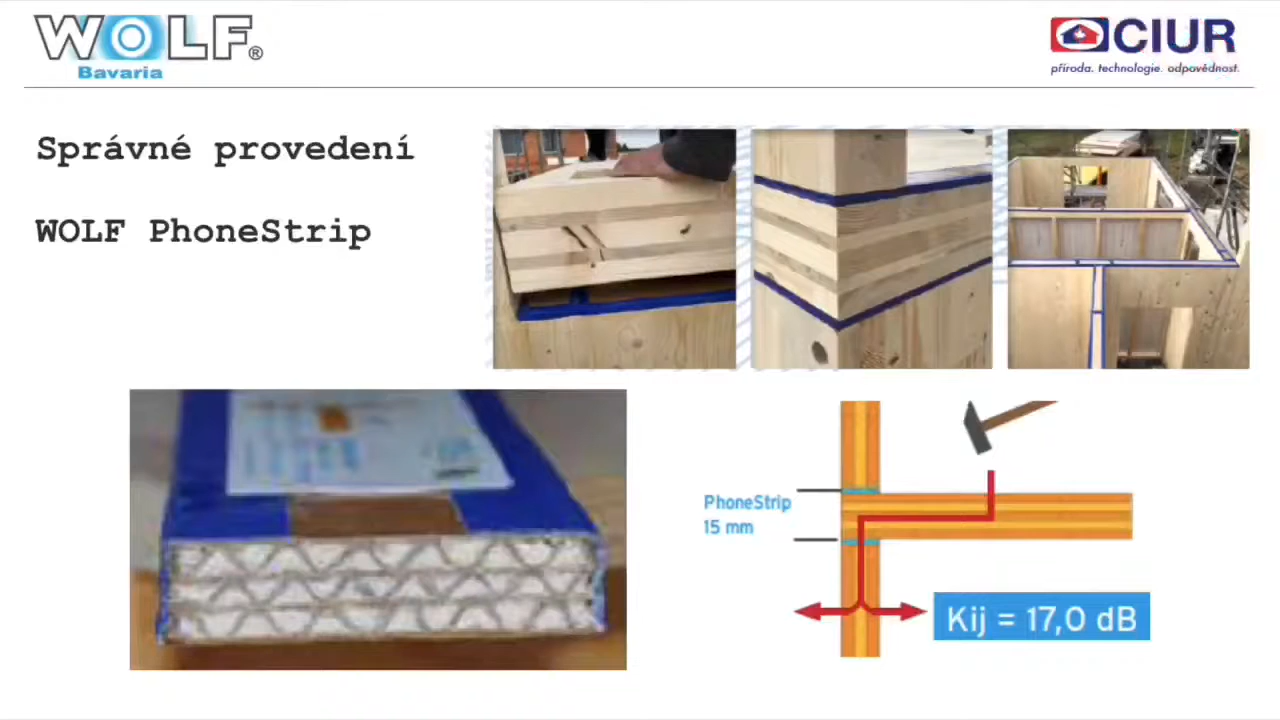 WOLF®
Bavaria
CIUR
příroda. technologie. odpovědnost.
Správné provedení
WOLF PhoneStrip
PhoneStrip
15 mm
Kij = 17,0 dB